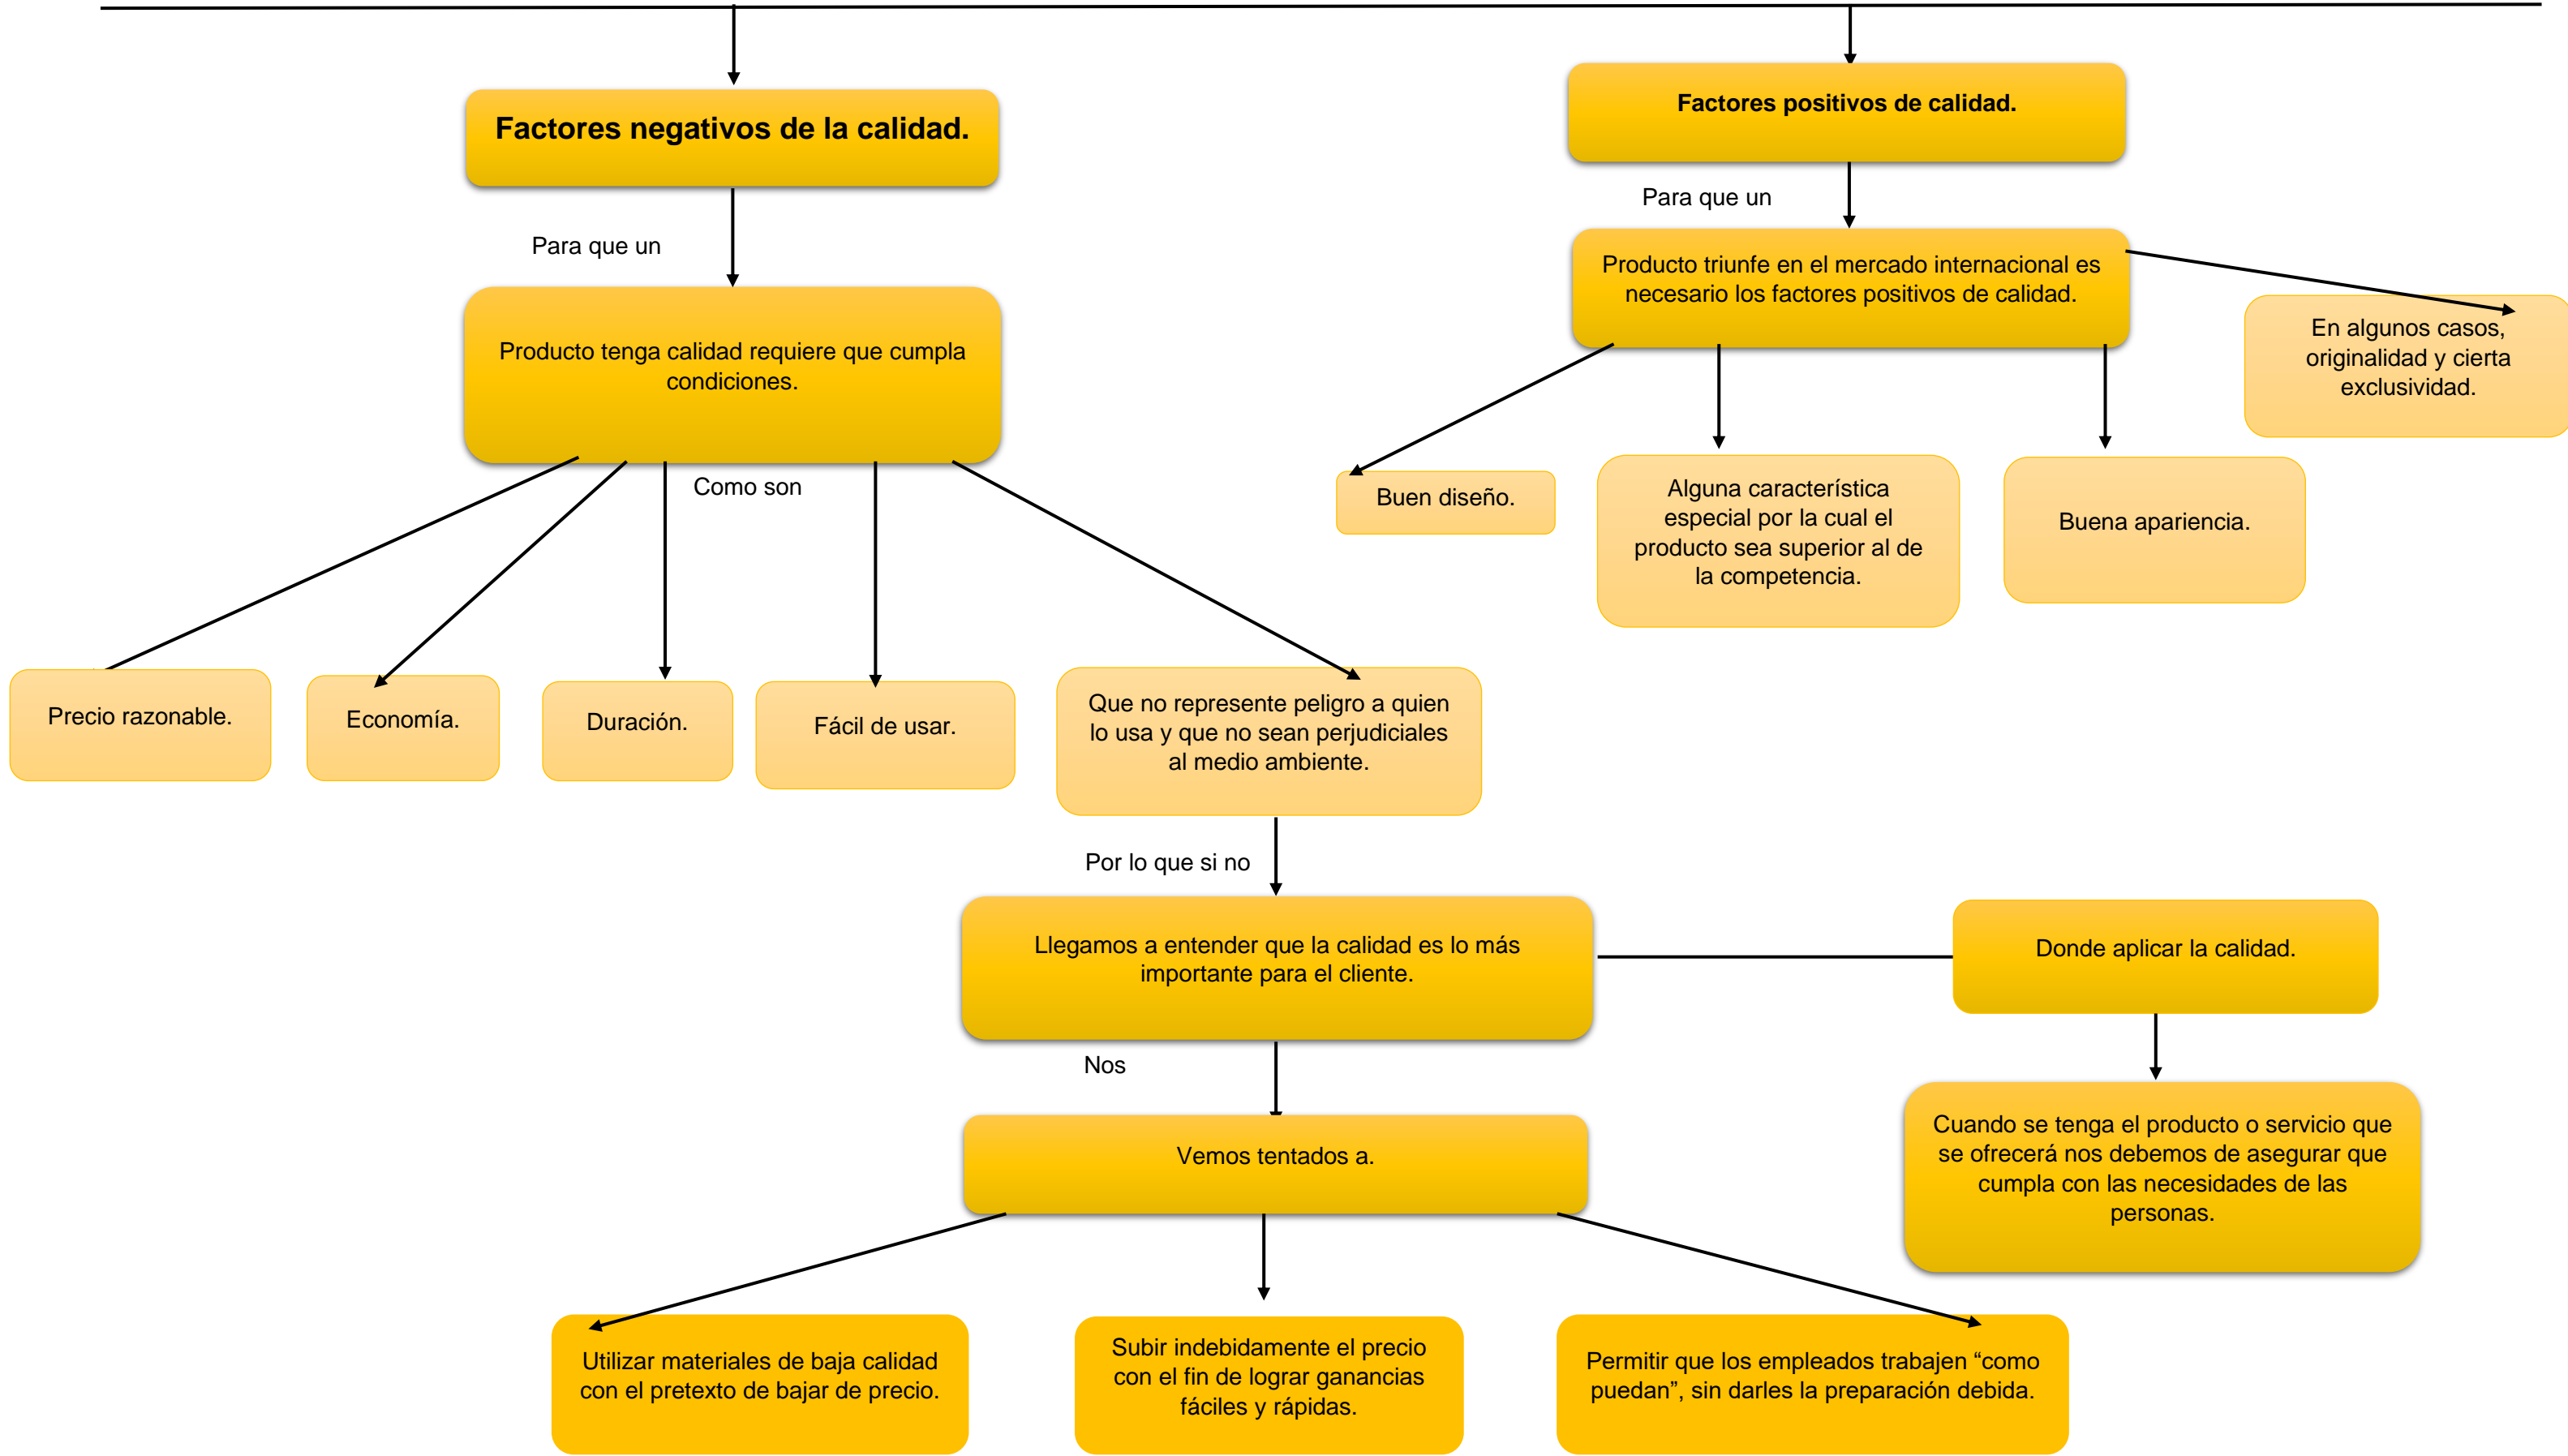 Factores negativos de la calidad.
Factores positivos de calidad.
Para que un
Para que un
Producto tenga calidad requiere que cumpla
condiciones.
Producto triunfe en el mercado internacional es
necesario los factores positivos de calidad.
En algunos casos,
originalidad y cierta
exclusividad.
Como son
Buen diseño.
Alguna característica
especial por la cual el
producto sea superior al de
la competencia.
Buena apariencia.
Precio razonable.
Economía.
Duración.
Fácil de usar.
Que no represente peligro a quien
lo usa y que no sean perjudiciales
al medio ambiente.
Por lo que si no
Llegamos a entender que la calidad es lo más
importante para el cliente.
Donde aplicar la calidad.
Nos
Vemos tentados a.
Cuando se tenga el producto o servicio que
se ofrecerá nos debemos de asegurar que
cumpla con las necesidades de las
personas.
Utilizar materiales de baja calidad
con el pretexto de bajar de precio.
Subir indebidamente el precio
con el fin de lograr ganancias
fáciles y rápidas.
Permitir que los empleados trabajen “como
puedan”, sin darles la preparación debida.